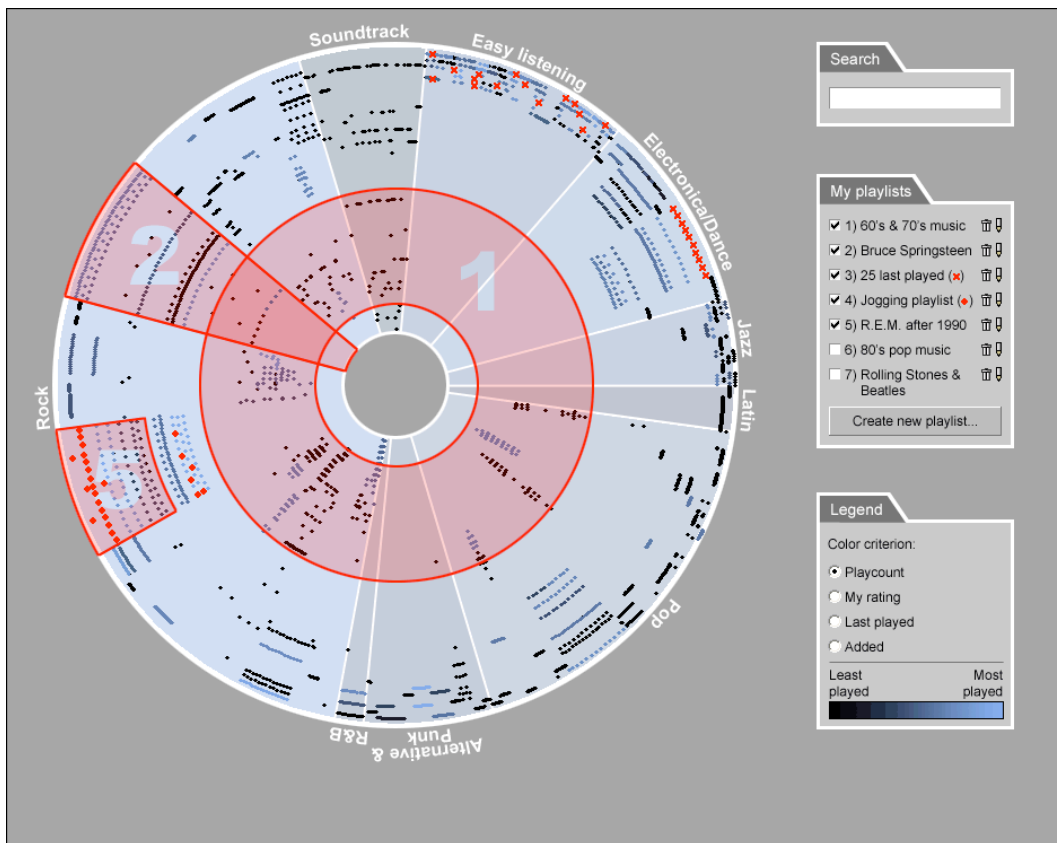 Soundtrack
Easy listening
Electronica/Dance
Jazz
Latin
Pop
Alternative &
Punk
R&B
Rock
1
2
5
Search
My playlists
1) 60's & 70's music
2) Bruce Springsteen
3) 25 last played (×)
4) Jogging playlist (♦)
5) R.E.M. after 1990
6) 80's pop music
7) Rolling Stones &
Beatles
Create new playlist...
Legend
Color criterion:
Playcount
My rating
Last played
Added
Least Most
played played